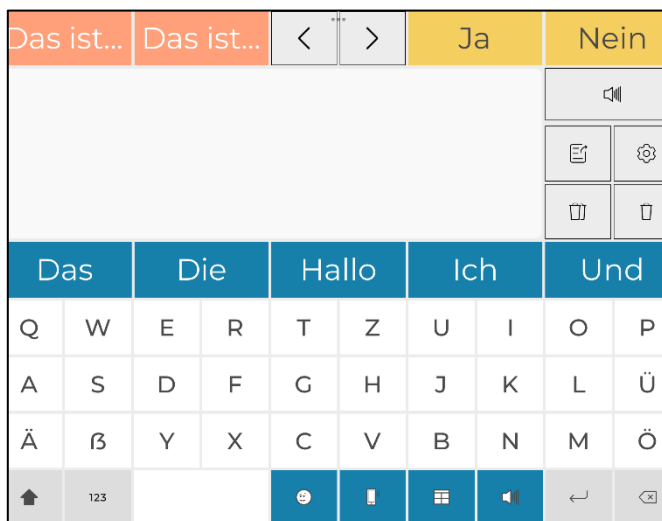 Das ist... Das ist... < > Ja Nein
Das Die Hallo Ich Und
Q W E R T Z U I O P
A S D F G H J K L Ü
Ä ß Y X C V B N M Ö
123